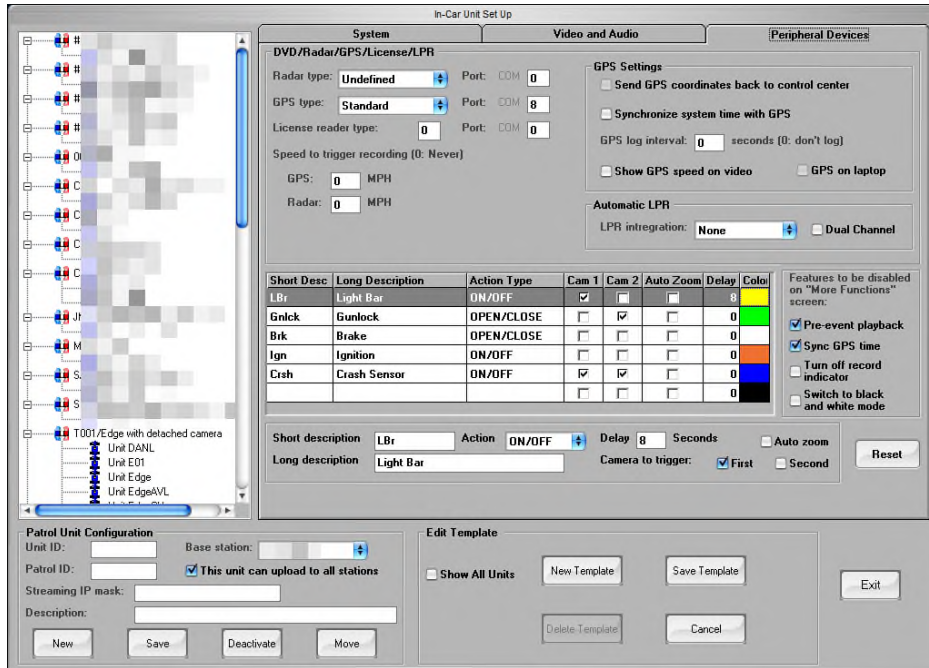 In-Car Unit Set Up
System
Video and Audio
Peripheral Devices
DVD/Radar/GPS/License/LPR
Radar type: Undefined Port: COM 0
GPS type: Standard Port: COM 8
License reader type: 0 Port: COM 0
Speed to trigger recording (0: Never)
GPS: 0 MPH
Radar: 0 MPH
GPS Settings
Send GPS coordinates back to control center
Synchronize system time with GPS
GPS log interval: 0 seconds (0: don't log)
Show GPS speed on video GPS on laptop
Automatic LPR
LPR intregration: None Dual Channel
Short Desc Long Description Action Type Cam 1 Cam 2 Auto Zoom Delay Color
LBr Light Bar ON/OFF 8
Gnlck Gunlock OPEN/CLOSE 0
Brk Brake OPEN/CLOSE 0
Ign Ignition ON/OFF 0
Crsh Crash Sensor ON/OFF 0
0
Features to be disabled
on "More Functions"
screen:
Pre-event playback
Sync GPS time
Turn off record
indicator
Switch to black
and white mode
Short description LBr Action ON/OFF Delay 8 Seconds Auto zoom
Long description Light Bar Camera to trigger: First Second
Reset
#
#
#
#
C
C
C
C
M
S
T001/Edge with detached camera
Unit DANL
Unit E01
Unit Edge
Unit EdgeAVL
Patrol Unit Configuration
Unit ID: Base station:
Patrol ID: This unit can upload to all stations
Streaming IP mask:
Description:
New Save Deactivate Move
Edit Template
Show All Units New Template Save Template
Delete Template Cancel
Exit